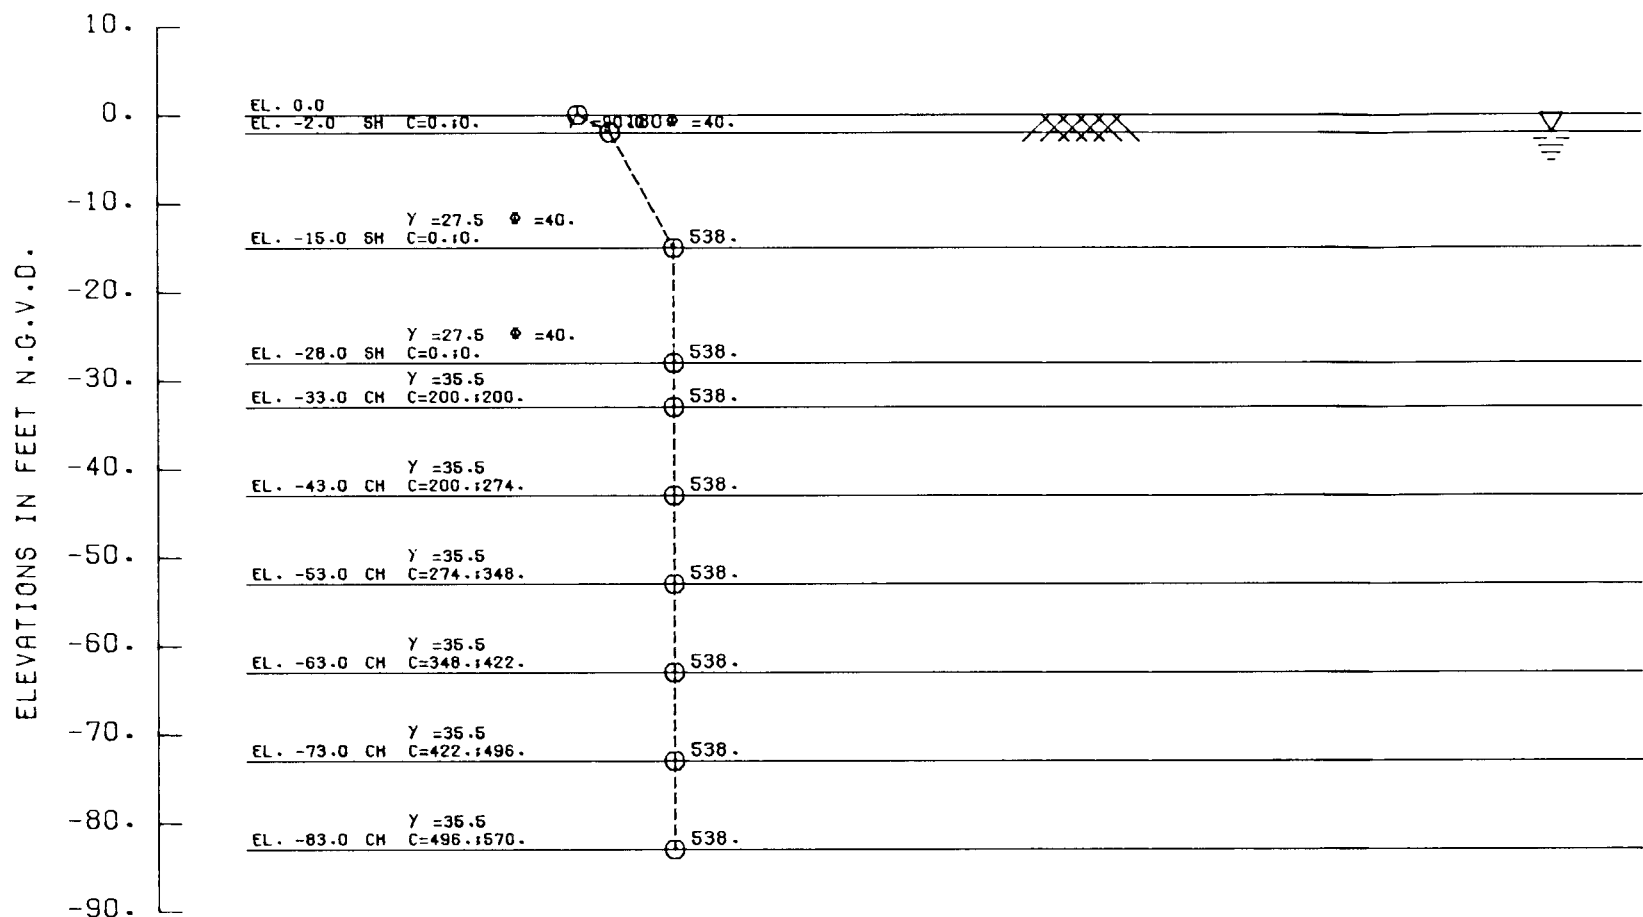 10.
0.
-10.
-20.
-30.
-40.
-50.
-60.
-70.
-80.
-90.
ELEVATIONS IN FEET N.G.V.D.
EL. 0.0
EL. -2.0 SM C=0.;0. Φ =40.
γ =27.5 Φ =40.
EL. -15.0 SM C=0.;0. 538.
γ =27.5 Φ =40.
EL. -28.0 SM C=0.;0. 538.
γ =35.5
EL. -33.0 CH C=200.;200. 538.
γ =35.5
EL. -43.0 CH C=200.;274. 538.
γ =35.5
EL. -53.0 CH C=274.;348. 538.
γ =35.5
EL. -63.0 CH C=348.;422. 538.
γ =35.5
EL. -73.0 CH C=422.;496. 538.
γ =35.5
EL. -83.0 CH C=496.;570. 538.